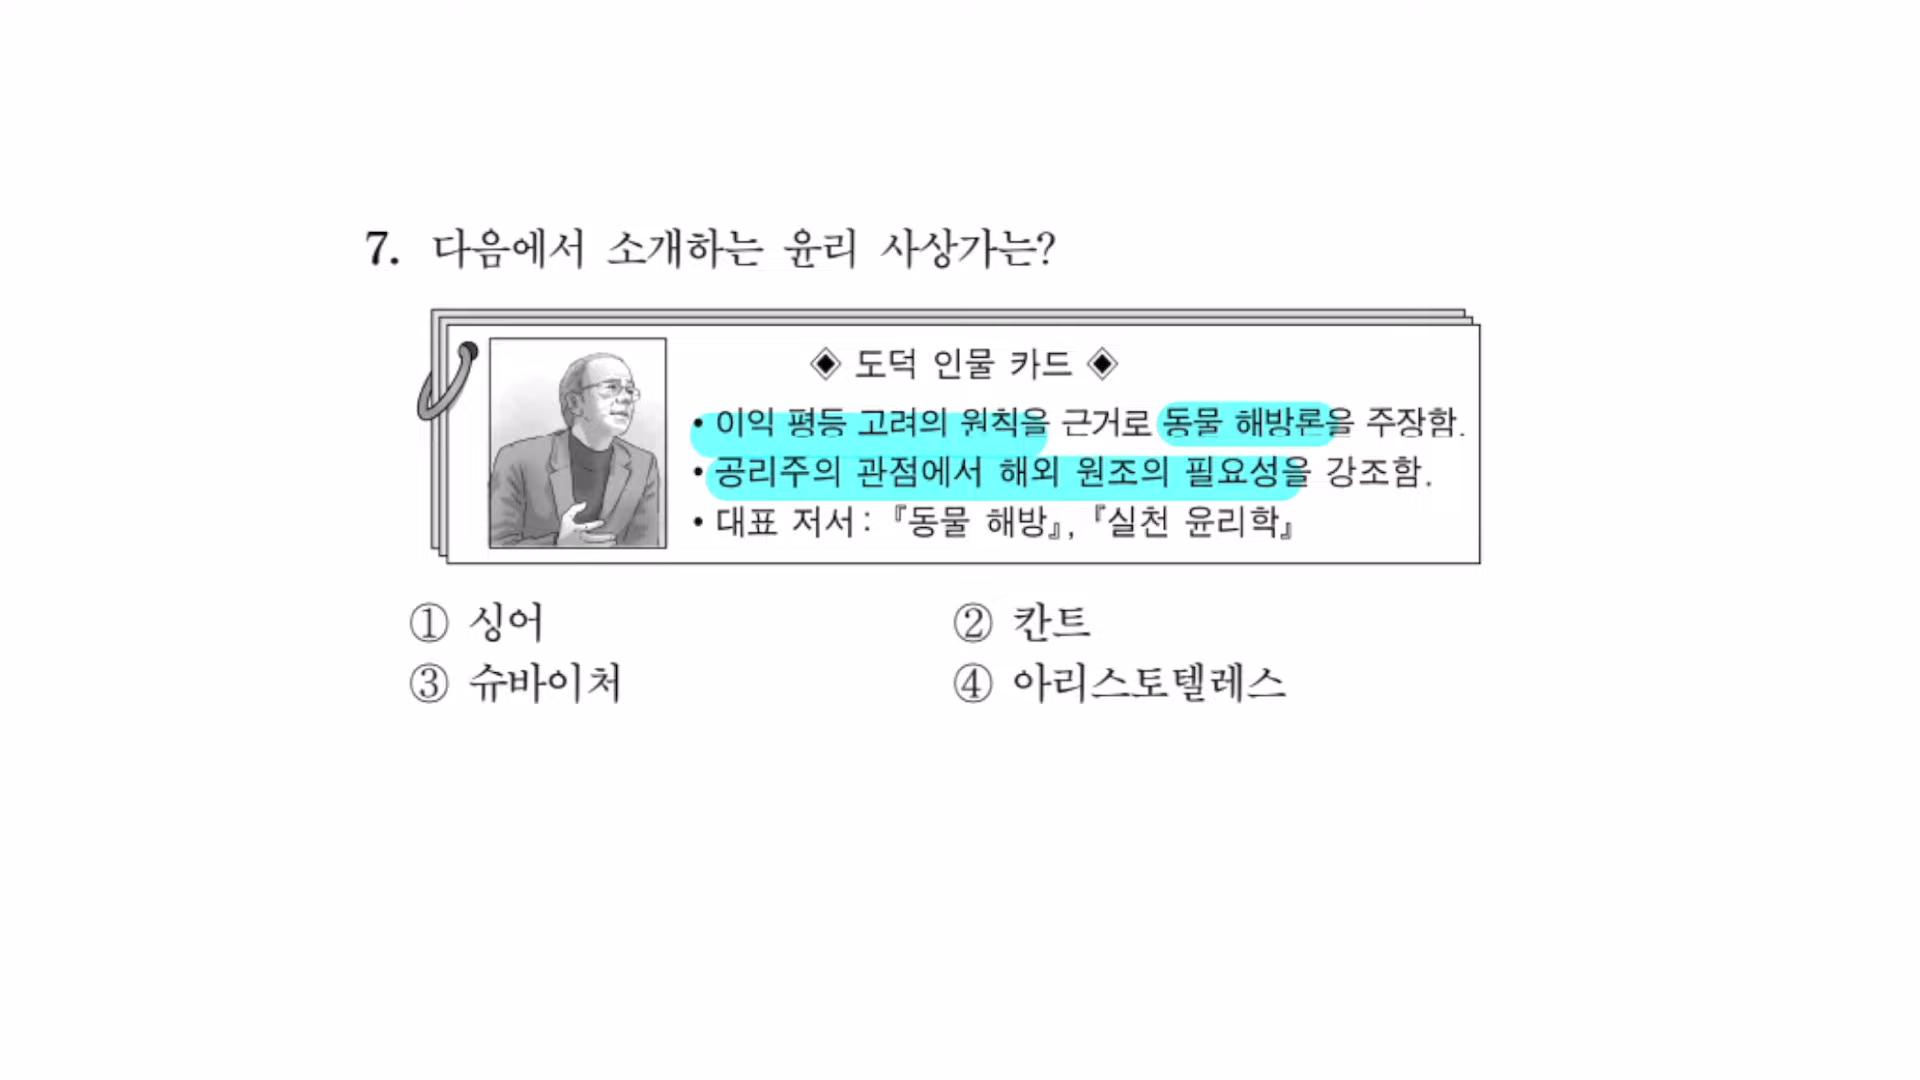 7. 다음에서 소개하는 윤리 사상가는?
◈ 도덕 인물 카드 ◈
• 이익 평등 고려의 원칙을 근거로 동물 해방론을 주장함.
• 공리주의 관점에서 해외 원조의 필요성을 강조함.
• 대표 저서 : 『동물 해방』, 『실천 윤리학』
① 싱어 ② 칸트
③ 슈바이처 ④ 아리스토텔레스